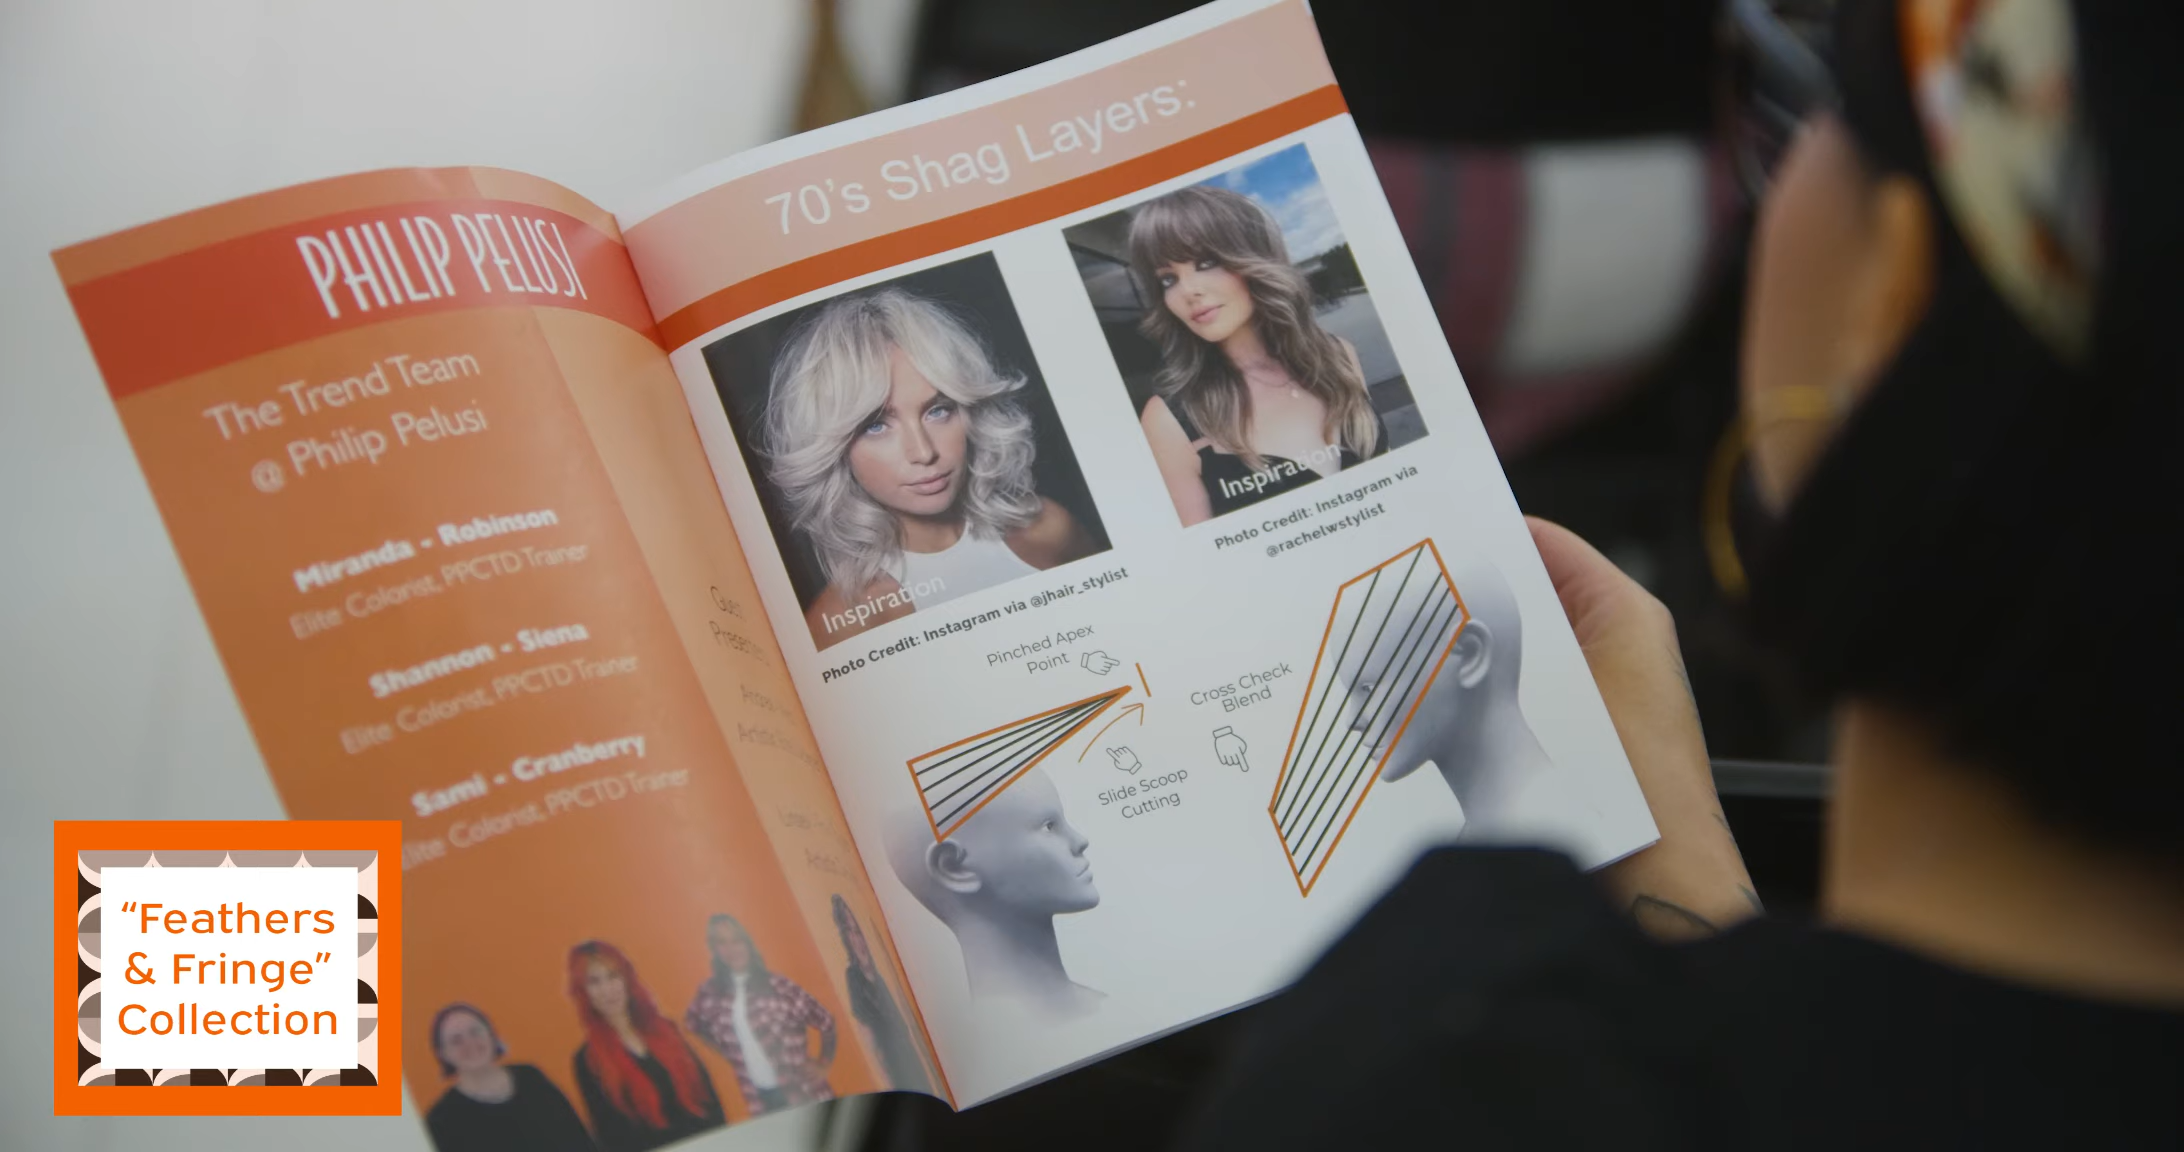 PHILIP PELUSI
The Trend Team
@ Philip Pelusi
Miranda - Robinson
Elite Colorist, PPCTD Trainer
Shannon - Siena
Elite Colorist, PPCTD Trainer
Sami - Cranberry
Elite Colorist, PPCTD Trainer
70's Shag Layers:
Inspiration
Photo Credit: Instagram via @jhair_stylist
Inspiration
Photo Credit: Instagram via
@rachelwstylist
Pinched Apex
Point
Slide Scoop
Cutting
Cross Check
Blend
“Feathers
& Fringe”
Collection